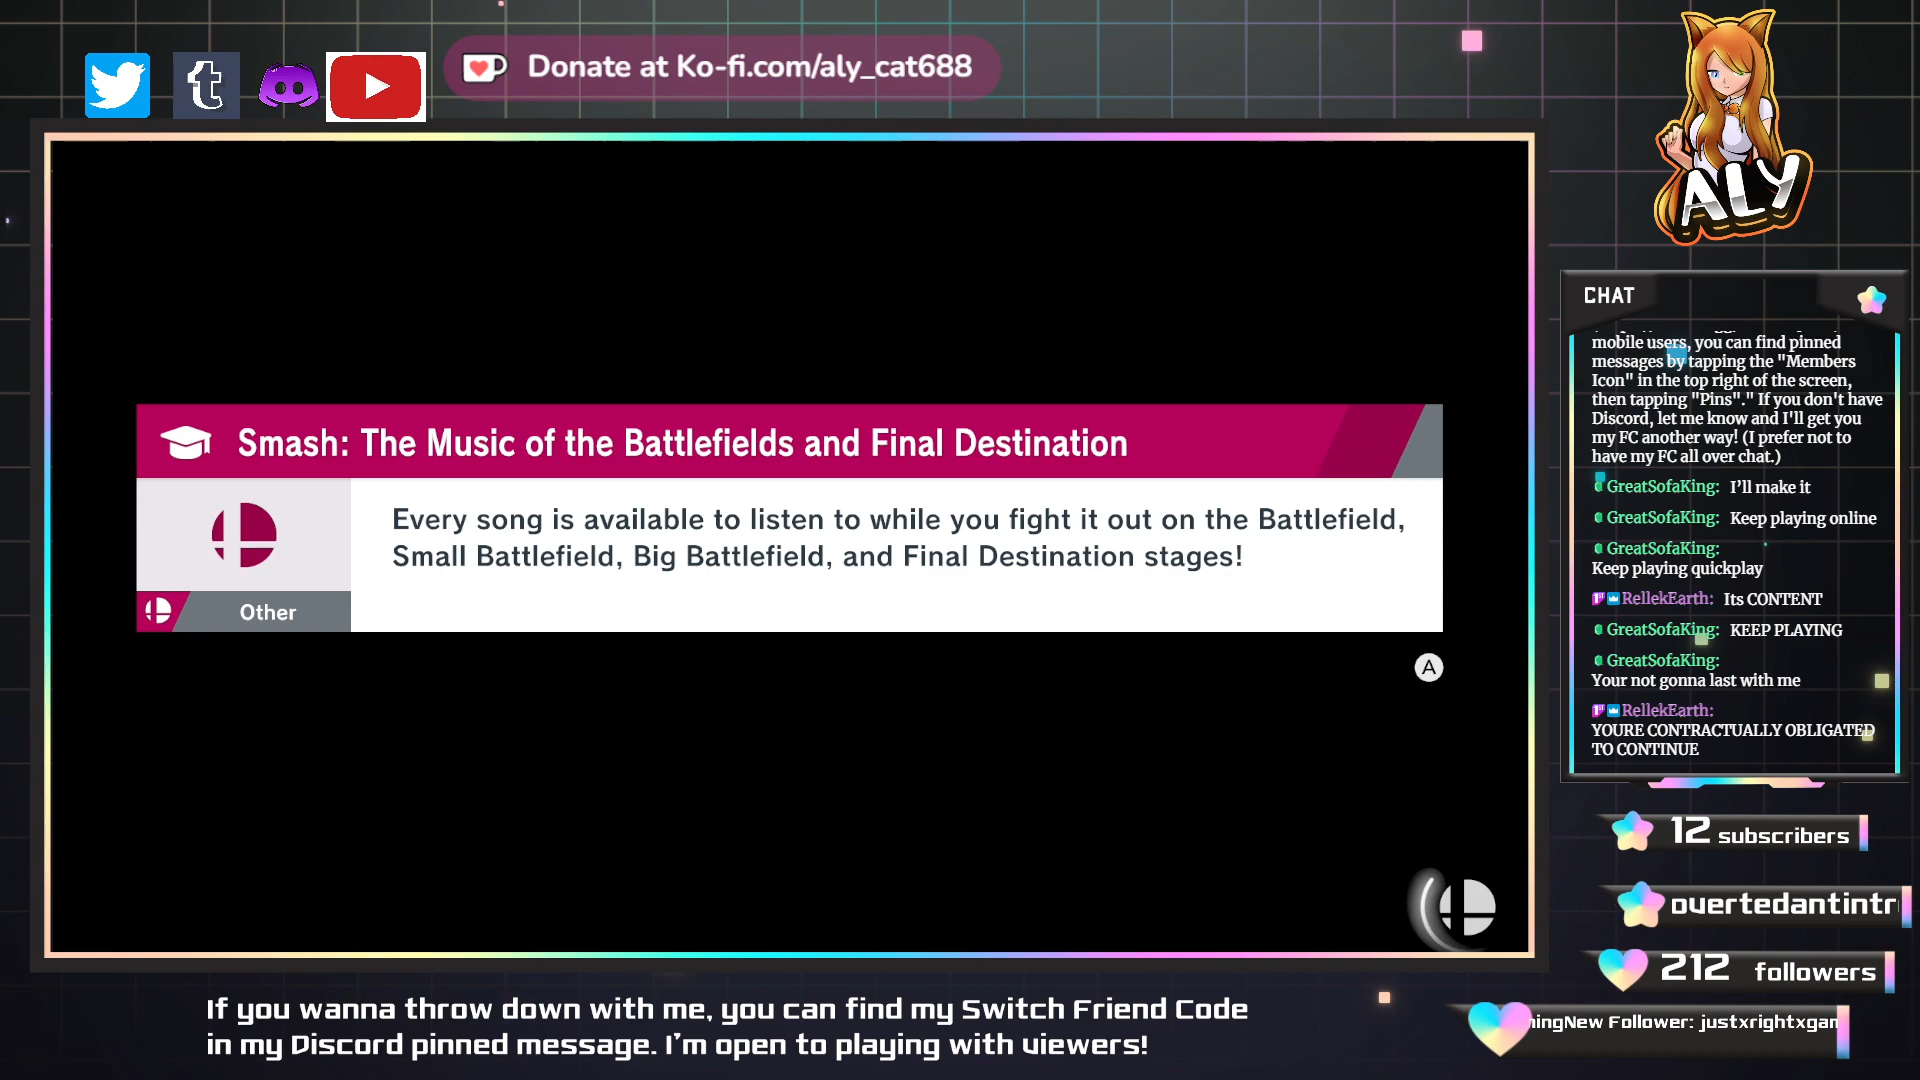 Donate at Ko-fi.com/aly_cat688
ALY
Smash: The Music of the Battlefields and Final Destination
Every song is available to listen to while you fight it out on the Battlefield,
Small Battlefield, Big Battlefield, and Final Destination stages!
Other
A
CHAT
mobile users, you can find pinned
messages by tapping the "Members
Icon" in the top right of the screen,
then tapping "Pins"." If you don't have
Discord, let me know and I'll get you
my FC another way! (I prefer not to
have my FC all over chat.)
GreatSofaKing: I'll make it
GreatSofaKing: Keep playing online
GreatSofaKing:
Keep playing quickplay
RellekEarth: Its CONTENT
GreatSofaKing: KEEP PLAYING
GreatSofaKing:
Your not gonna last with me
RellekEarth:
YOURE CONTRACTUALLY OBLIGATED
TO CONTINUE
12 subscribers
overtedantintr
212 followers
ingNew Follower: justxrightxgam
If you wanna throw down with me, you can find my Switch Friend Code
in my Discord pinned message. I'm open to playing with viewers!